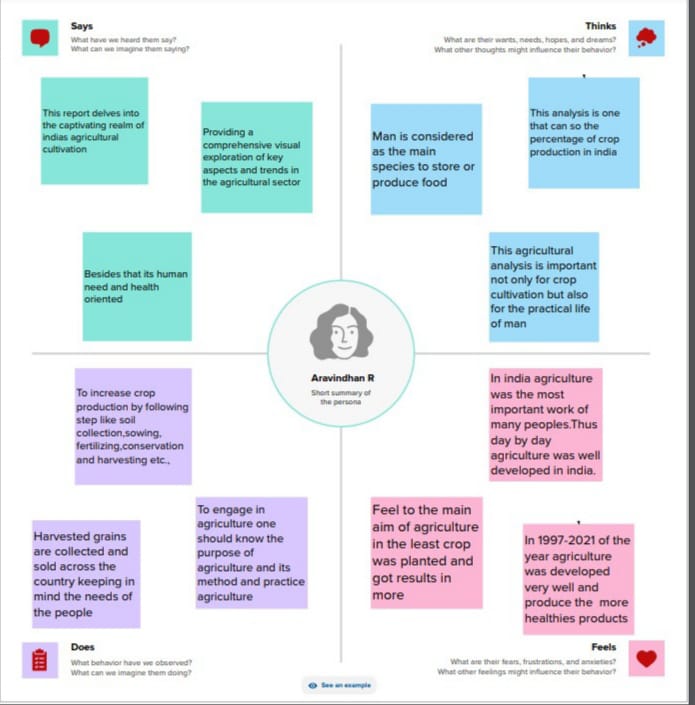 Says
What have we heard them say?
What can we imagine them saying?
This report delves into
the captivating realm of
indias agricultural
cultivation
Providing a
comprehensive visual
exploration of key
aspects and trends in
the agricultural sector
Besides that its human
need and health
oriented
Thinks
What are their wants, needs, hopes, and dreams?
What other thoughts might influence their behavior?
Man is considered
as the main
species to store or
produce food
This analysis is one
that can so the
percentage of crop
production in india
This agricultural
analysis is important
not only for crop
cultivation but also
for the practical life
of man
Aravindhan R
Short summary of
the persona
To increase crop
production by following
step like soil
collection,sowing,
fertilizing,conservation
and harvesting etc.,
Harvested grains
are collected and
sold across the
country keeping in
mind the needs of
the people
To engage in
agriculture one
should know the
purpose of
agriculture and its
method and practice
agriculture
Does
What behavior have we observed?
What can we imagine them doing?
In india agriculture
was the most
important work of
many peoples.Thus
day by day
agriculture was well
developed in india.
Feel to the main
aim of agriculture
in the least crop
was planted and
got results in
more
In 1997-2021 of the
year agriculture
was developed
very well and
produce the more
healthies products
Feels
What are their fears, frustrations, and anxieties?
What other feelings might influence their behavior?
See an example